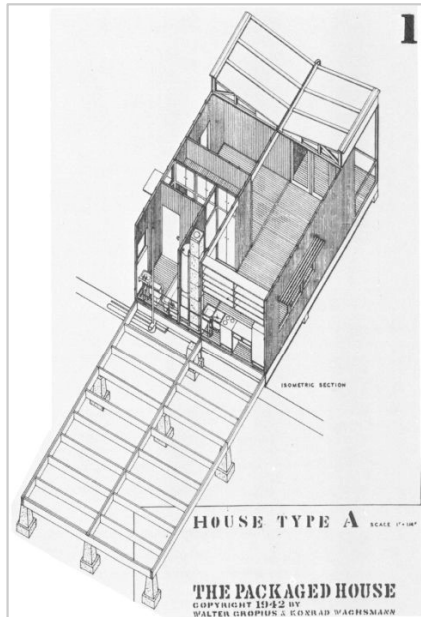 1
ISOMETRIC SECTION
HOUSE TYPE A
THE PACKAGED HOUSE
COPYRIGHT 1942 BY
WALTER GROPIUS & KONRAD WACHSMANN